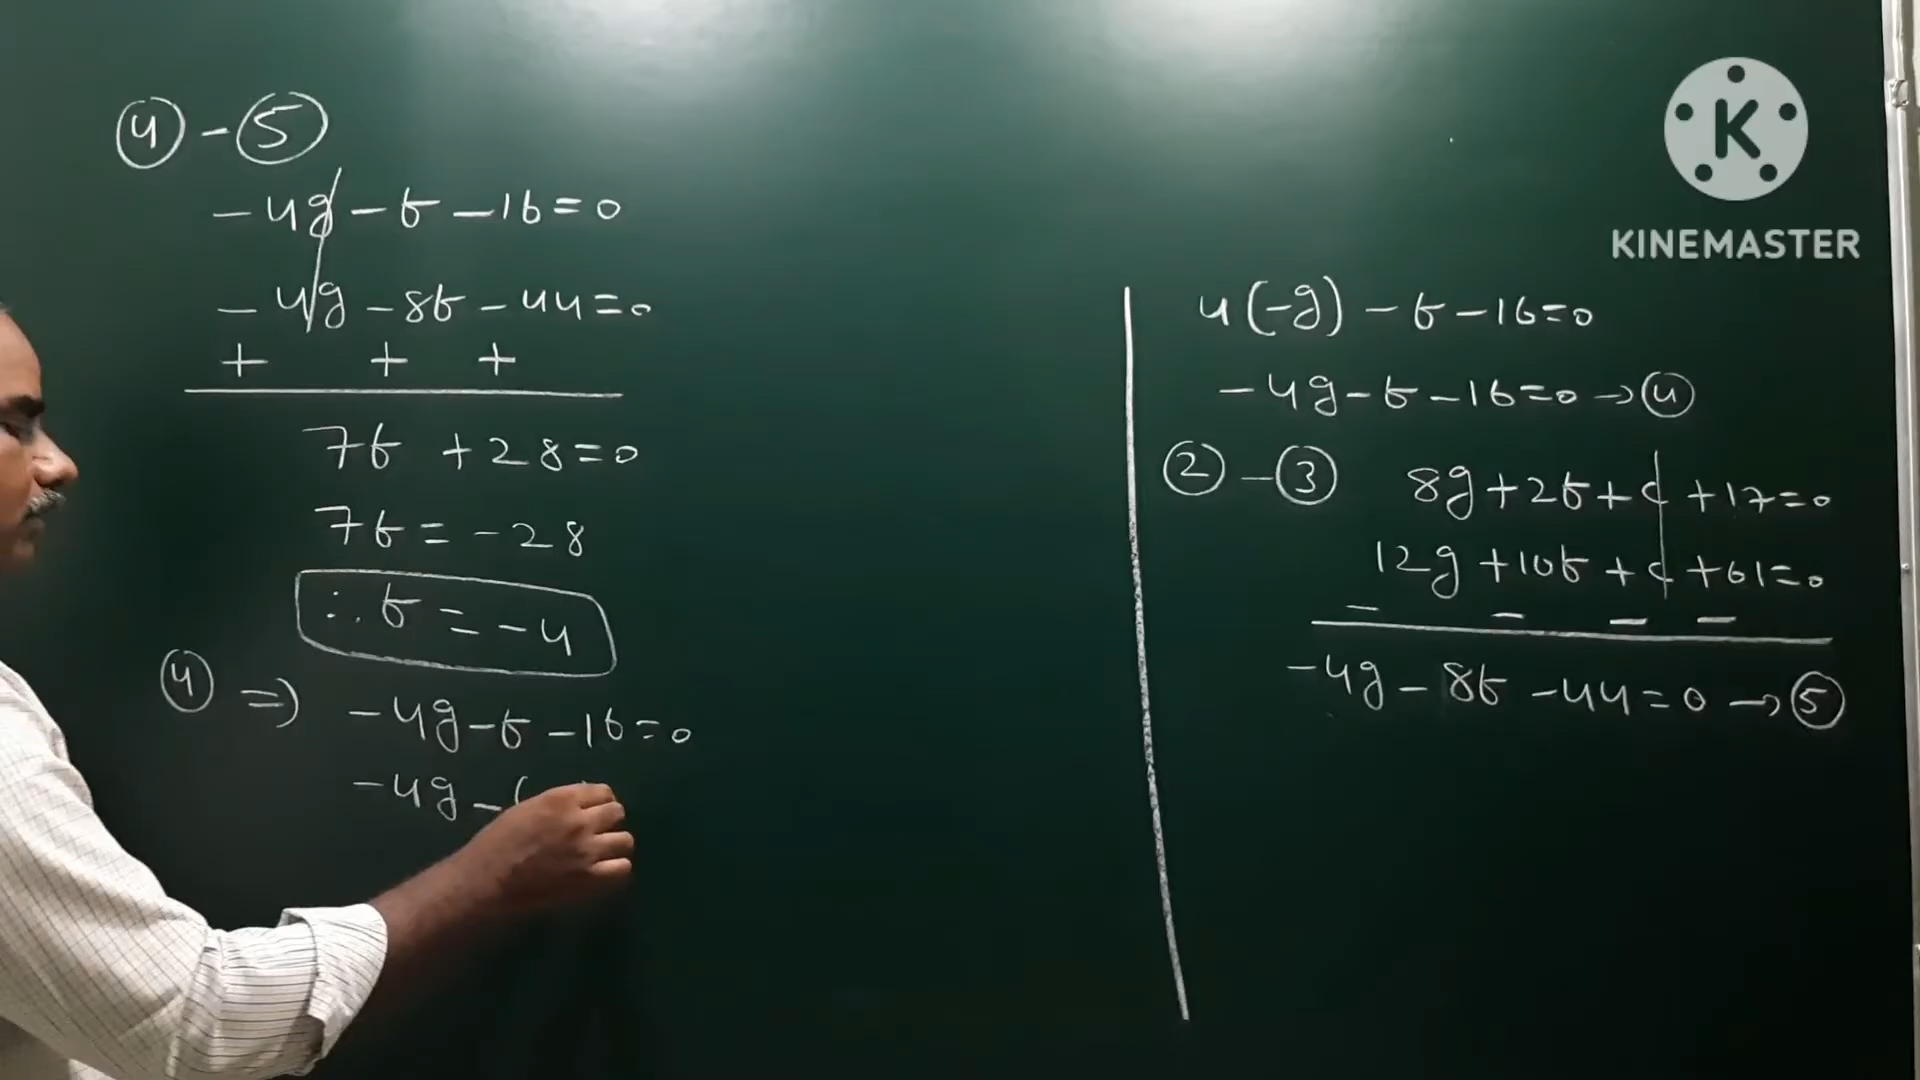 ④ - ⑤
-4g - f - 16 = 0
-4g - 8f - 44 = 0
+ + +
7f + 28 = 0
7f = -28
∴ f = -4
④ ⇒ -4g - f - 16 = 0
-4g - (
4(-g) - f - 16 = 0
-4g - f - 16 = 0 → ④
② - ③ 8g + 2f + c + 17 = 0
12g + 10f + c + 61 = 0
- - - -
-4g - 8f - 44 = 0 → ⑤
K
KINEMASTER